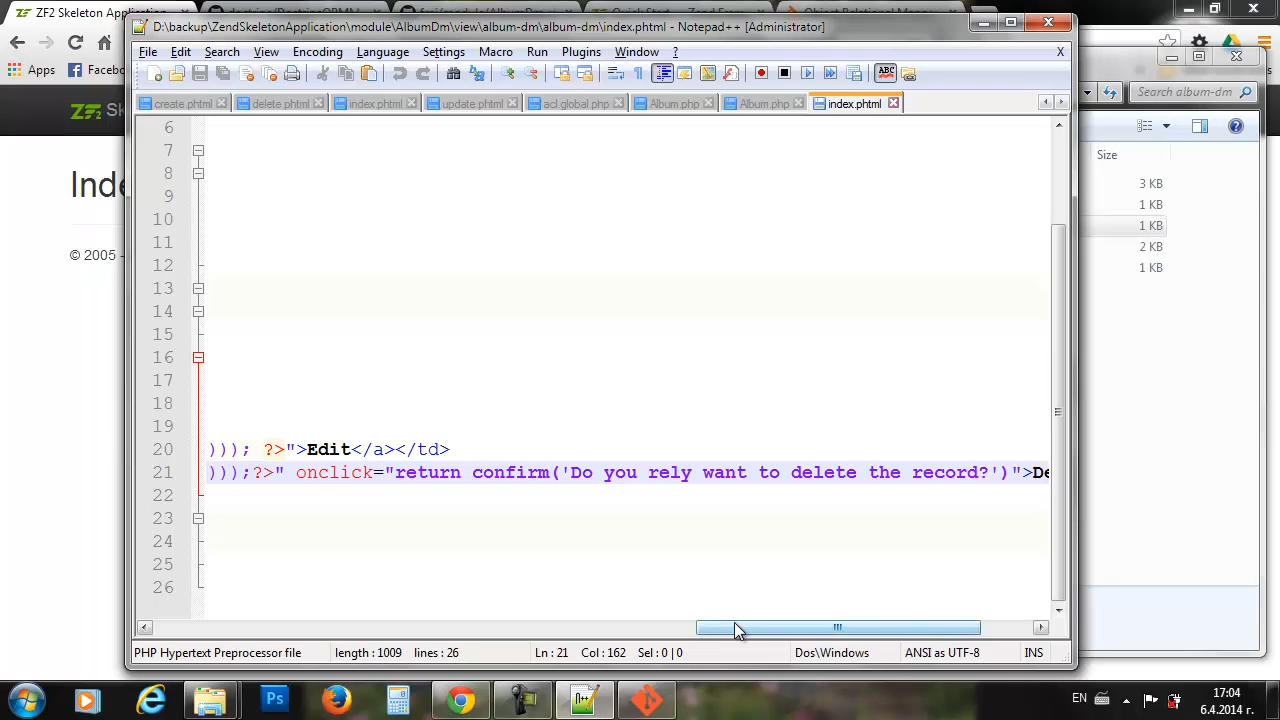 ZF2 Skeleton Application
D:\backup\ZendSkeletonApplication\module\AlbumDm\view\album-dm\album-dm\index.phtml - Notepad++ [Administrator]
File Edit Search View Encoding Language Settings Macro Run Plugins Window ? X
Apps Facebo
Search album-dm
create.phtml delete.phtml index.phtml update.phtml acl.global.php Album.php Album.php index.phtml
ZF2 Sk
Size
Inde
© 2005 -
3 KB
1 KB
1 KB
2 KB
1 KB
6
7
8
9
10
11
12
13
14
15
16
17
18
19
20 ))); ?>">Edit</a></td>
21 )));?>" onclick="return confirm('Do you rely want to delete the record?')">De
22
23
24
25
26
PHP Hypertext Preprocessor file length : 1009 lines : 26 Ln : 21 Col : 162 Sel : 0 | 0 Dos\Windows ANSI as UTF-8 INS
EN 17:04
6.4.2014 г.